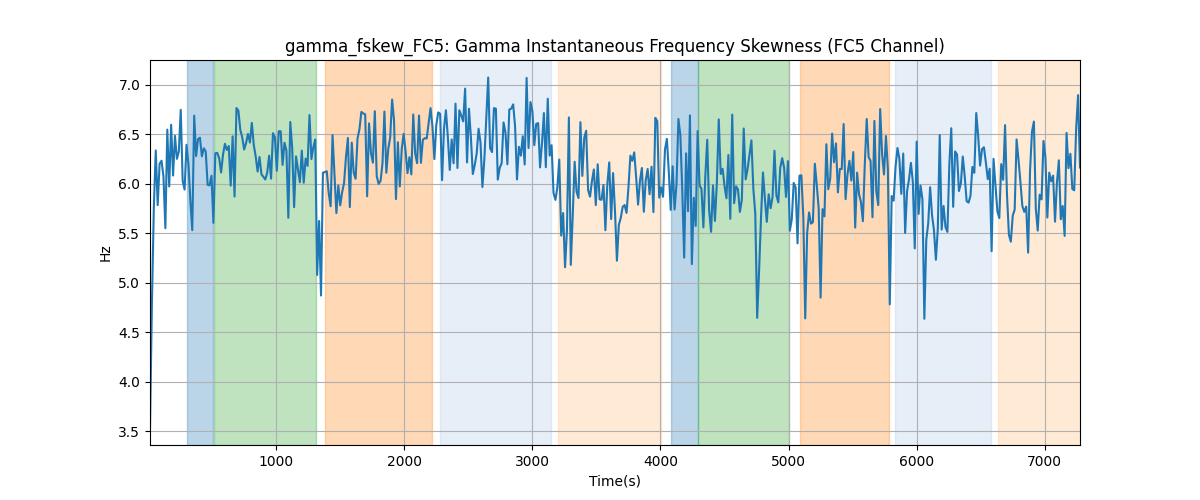 gamma_fskew_FC5: Gamma Instantaneous Frequency Skewness (FC5 Channel)
7.0
6.5
6.0
5.5
5.0
4.5
4.0
3.5
Hz
1000 2000 3000 4000 5000 6000 7000
Time(s)